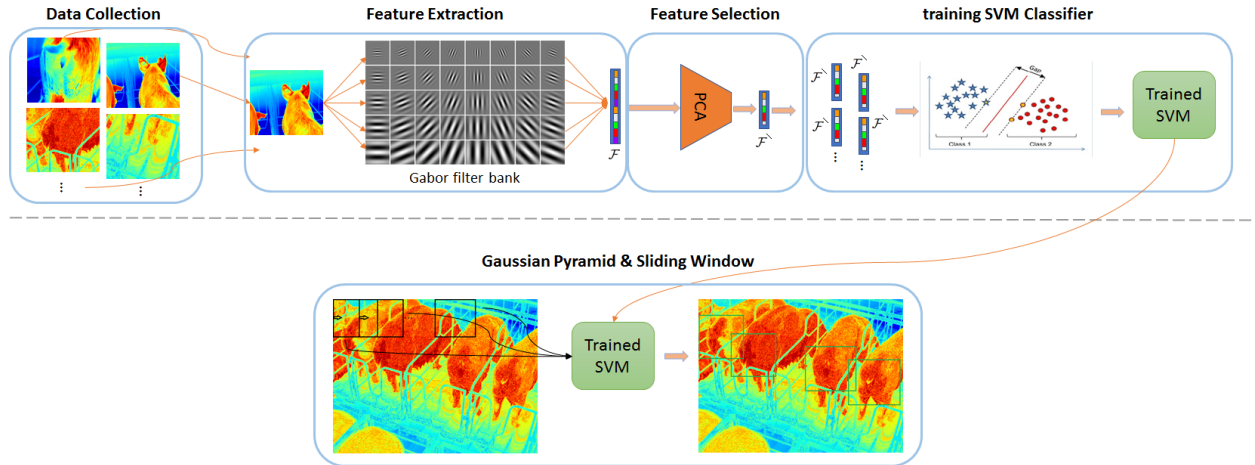 Data Collection
Feature Extraction
Feature Selection
training SVM Classifier
⋮
⋮
Gabor filter bank
ℱ
PCA
ℱ‵
ℱ‵
ℱ‵
ℱ‵
ℱ‵
...
⋮
Gap
Class 1
Class 2
Trained
SVM
Gaussian Pyramid & Sliding Window
Trained
SVM